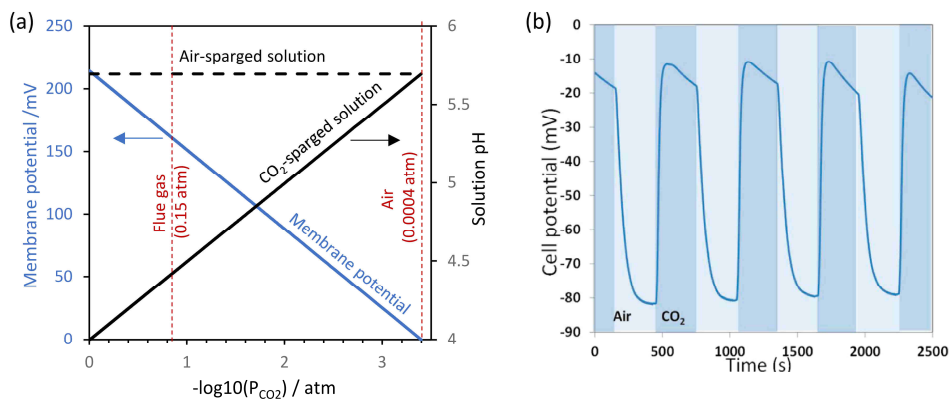 (a)
Membrane potential /mV
250
200
150
100
50
0
Air-sparged solution
CO₂-sparged solution
Membrane potential
Flue gas
(0.15 atm)
Air
(0.0004 atm)
6
5.5
5
4.5
4
Solution pH
0
1
2
3
-log10(P_CO2) / atm
(b)
Cell potential (mV)
0
-10
-20
-30
-40
-50
-60
-70
-80
-90
Air
CO₂
0
500
1000
1500
2000
2500
Time (s)